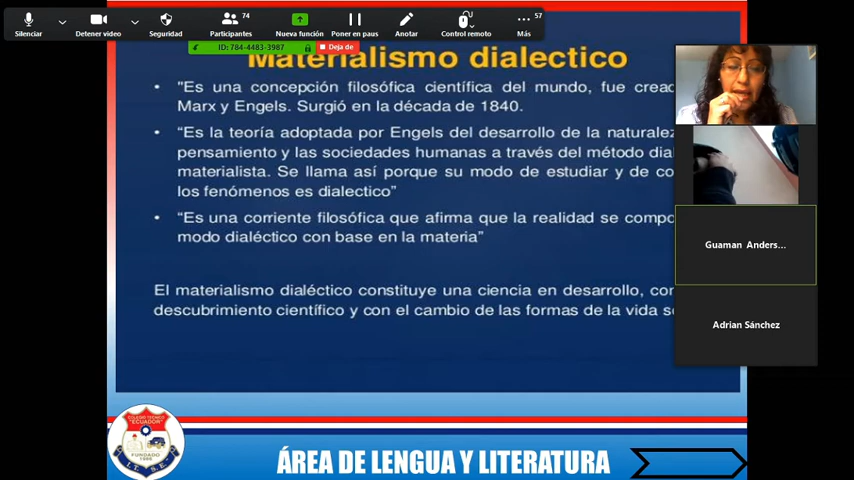 74
57
Silenciar
Detener video
Seguridad
Participantes
Nueva función
Poner en paus
Anotar
Control remoto
Más
ID: 784-4483-3987
Deja de
Materialismo dialectico
• "Es una concepción filosófica científica del mundo, fue
Marx y Engels. Surgió en la década de 1840.
• “Es la teoría adoptada por Engels del desarrollo de la
pensamiento y las sociedades humanas a través del método
materialista. Se llama así porque su modo de estudiar y de
los fenómenos es dialectico”
• “Es una corriente filosófica que afirma que la realidad se
modo dialéctico con base en la materia”
El materialismo dialéctico constituye una ciencia en desarrollo,
descubrimiento científico y con el cambio de las formas de la vida
Guaman Anders...
Adrian Sánchez
COLEGIO TÉCNICO
"ECUADOR"
FUNDADO
I.T.S.E.
ÁREA DE LENGUA Y LITERATURA